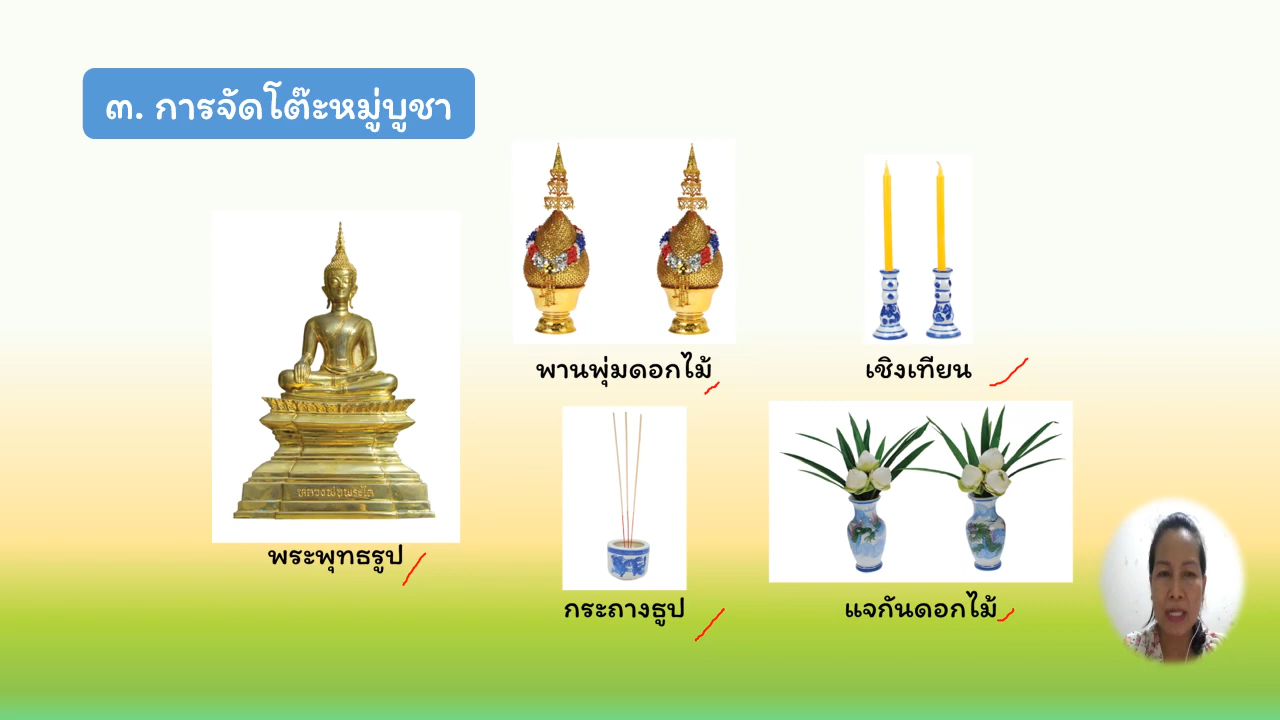 ๓. การจัดโต๊ะหมู่บูชา
พานพุ่มดอกไม้
เชิงเทียน
พระพุทธรูป
กระถางธูป
แจกันดอกไม้